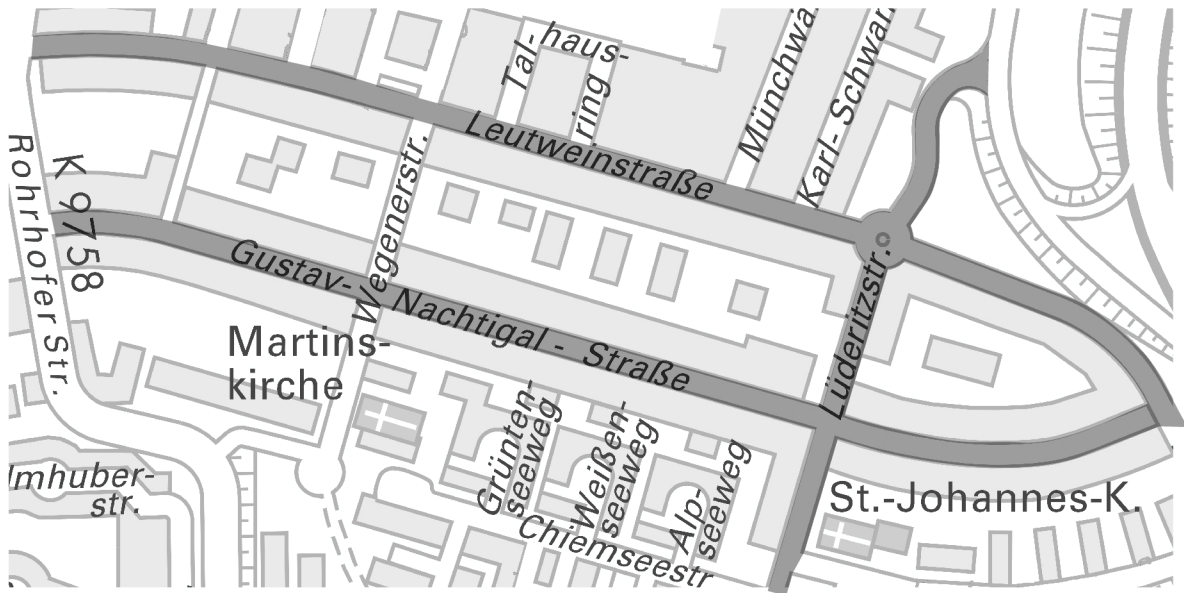 Tal-haus-
ring s-
Münchwa
Karl- Schwar
Leutweinstraße
Rohrhofer Str.
K 9758
Wegenerstr.
Gustav- Nachtigal - Straße
Lüderitzstr.
Martins-
kirche
Grünten-
seeweg
Weißen-
seeweg
Alp-
seeweg
Chiemseestr
Imhuber-
str.
St.-Johannes-K.